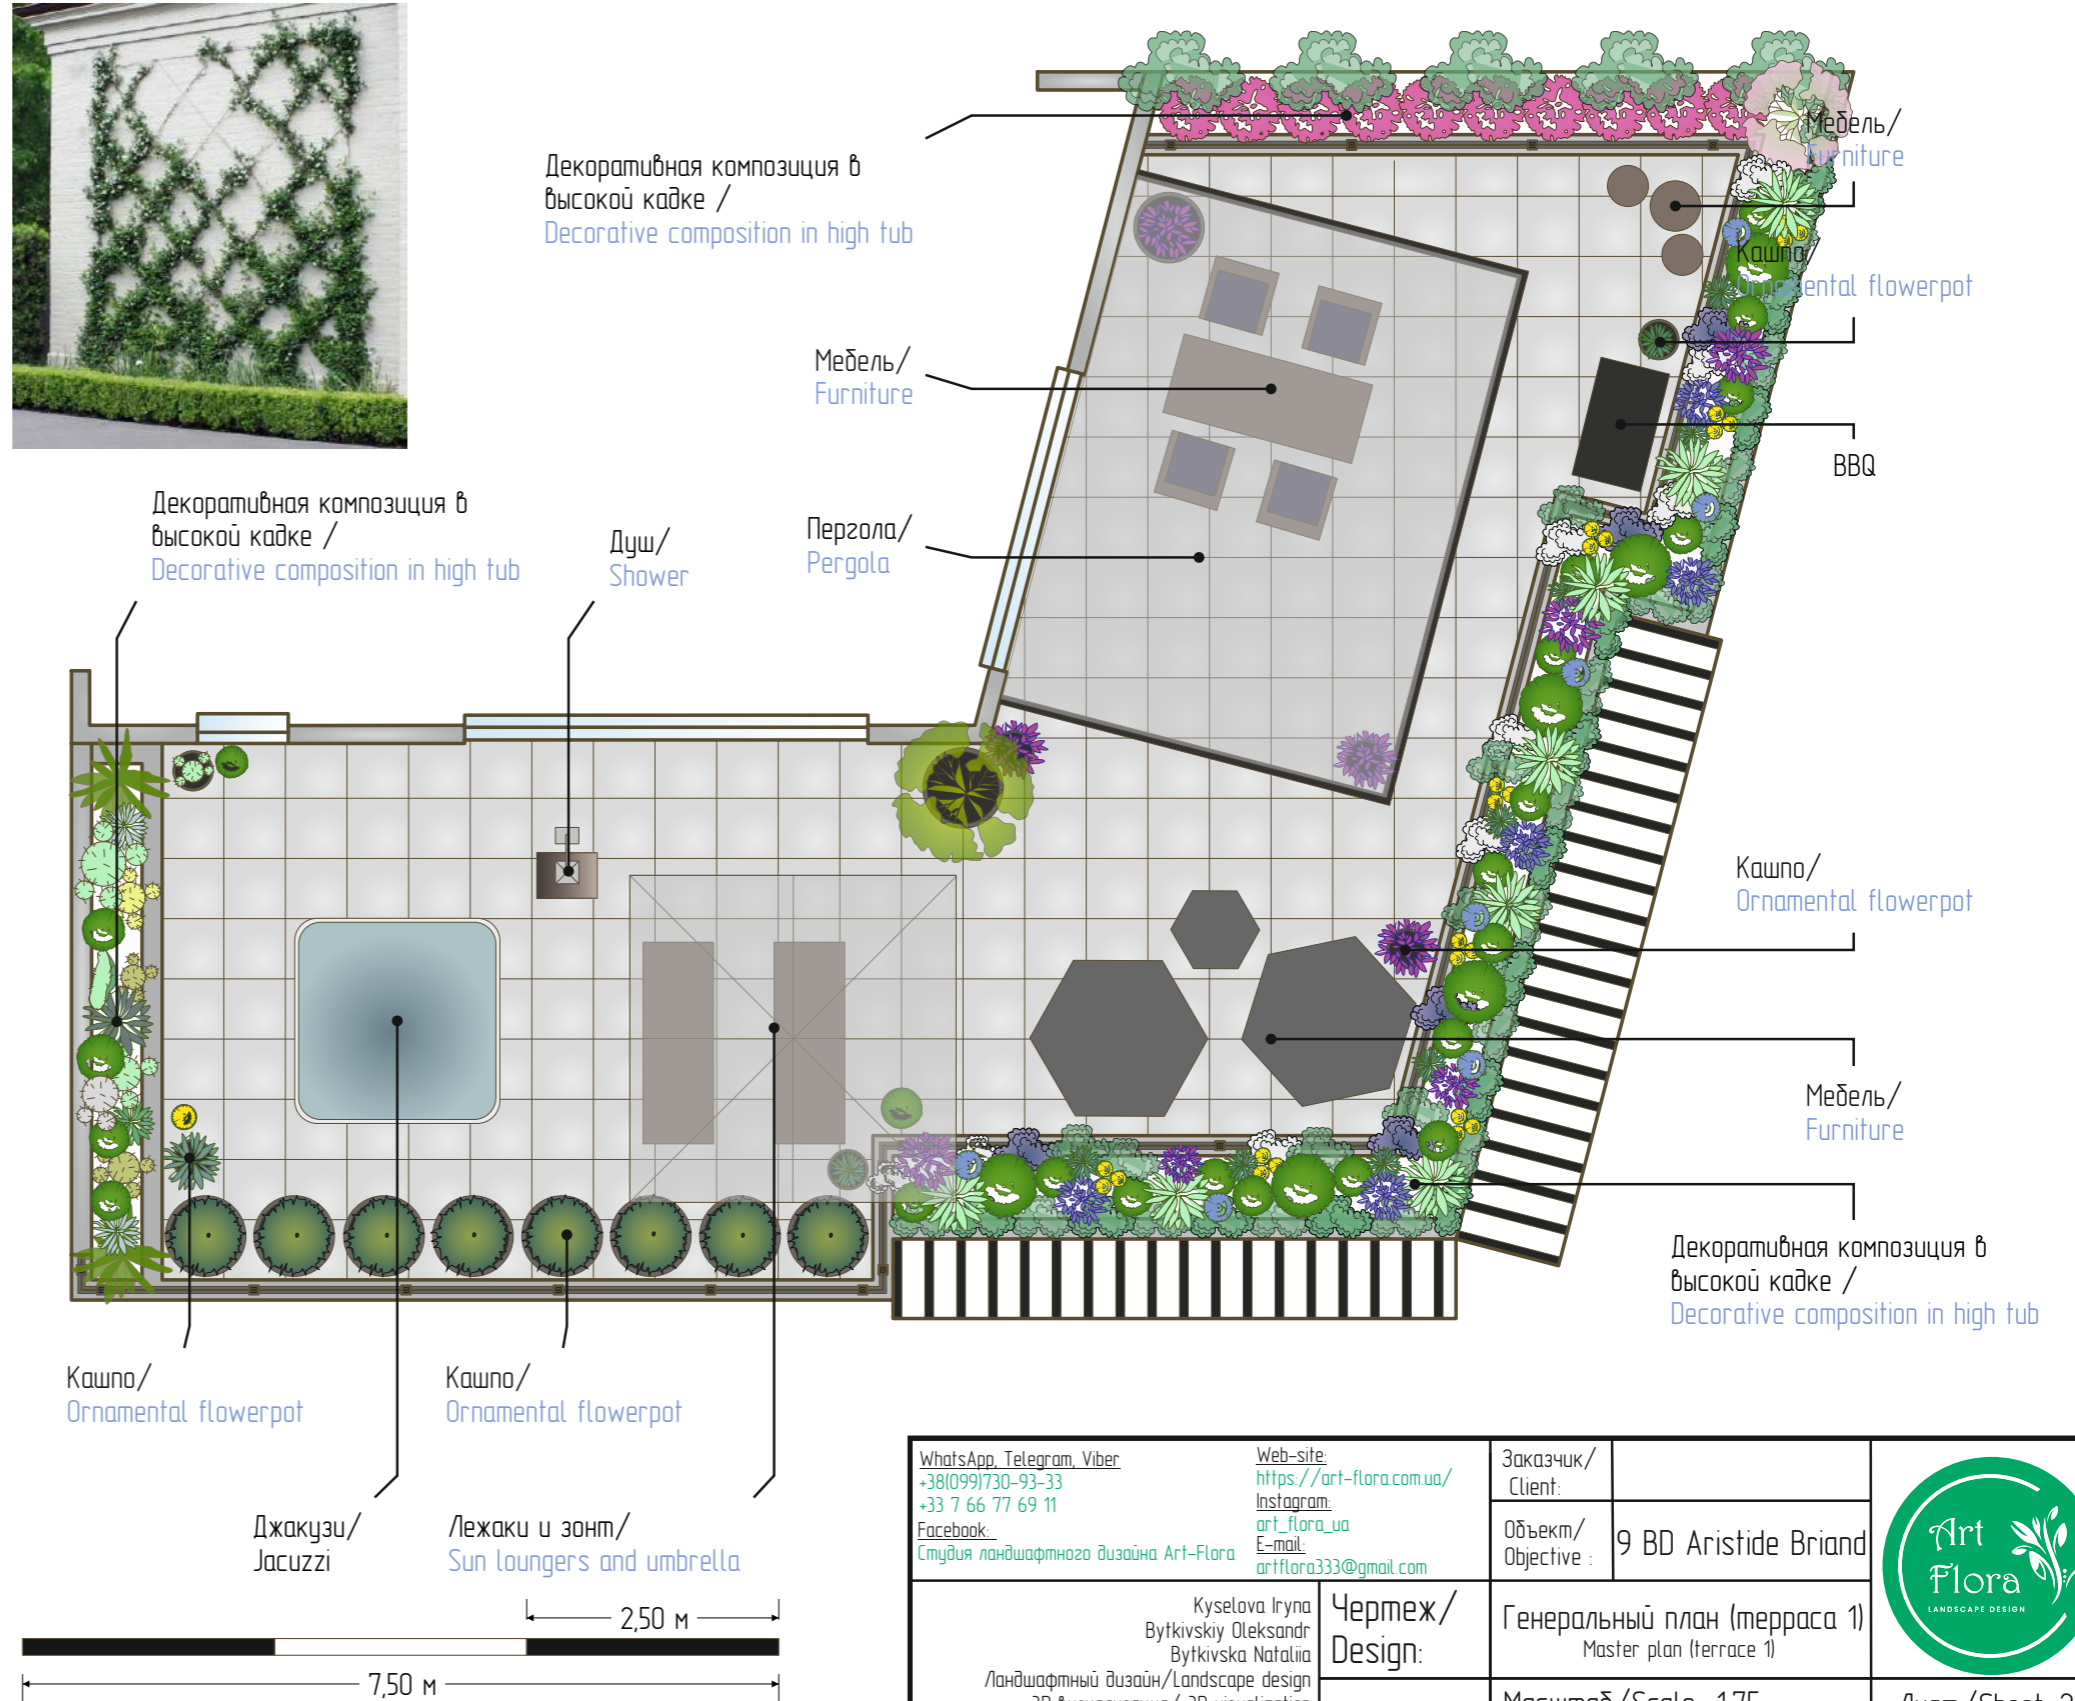 Мебель/
Furniture
Декоративная композиция в
высокой кадке /
Decorative composition in high tub
Кашпо/
Ornamental flowerpot
Мебель/
Furniture
BBQ
Декоративная композиция в
высокой кадке /
Decorative composition in high tub
Душ/
Shower
Пергола/
Pergola
Кашпо/
Ornamental flowerpot
Мебель/
Furniture
Декоративная композиция в
высокой кадке /
Decorative composition in high tub
Кашпо/
Ornamental flowerpot
Кашпо/
Ornamental flowerpot
Джакузи/
Jacuzzi
Лежаки и зонт/
Sun loungers and umbrella
2,50 м
7,50 м
WhatsApp, Telegram, Viber
+38(099)730-93-33
+33 7 66 77 69 11
Facebook:
Студия ландшафтного дизайна Art-Flora
Web-site:
https://art-flora.com.ua/
Instagram:
art_flora_ua
E-mail:
artflora333@gmail.com
Заказчик/
Client:
Объект/
Objective :
9 BD Aristide Briand
Art
Flora
LANDSCAPE DESIGN
Kyselova Iryna
Bytkivskiy Oleksandr
Bytkivska Nataliia
Ландшафтный дизайн/Landscape design
Чертеж/
Design:
Генеральный план (терраса 1)
Master plan (terrace 1)